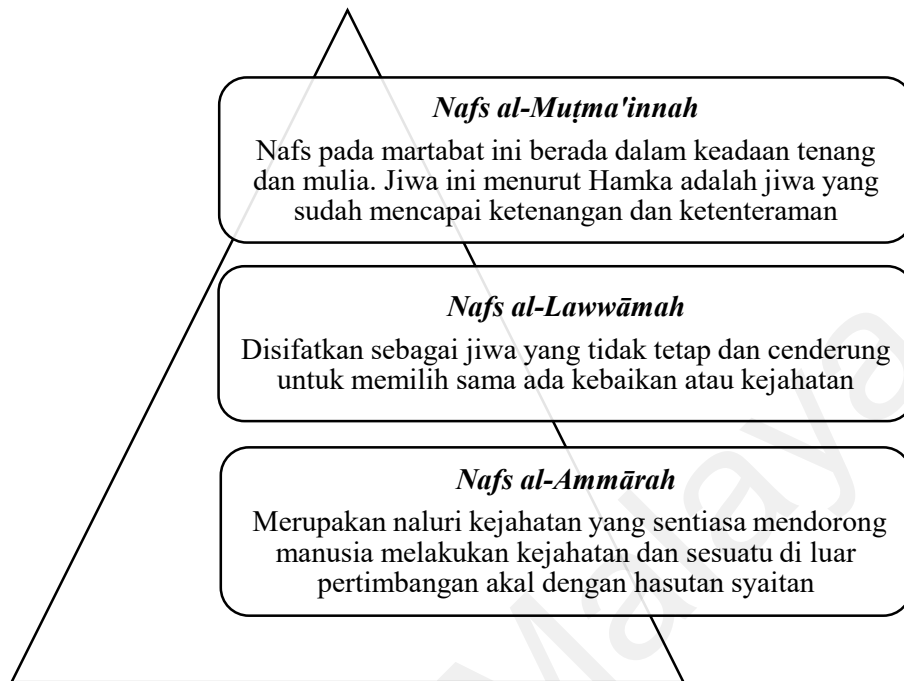 Nafs al-Muṭma'innah
Nafs pada martabat ini berada dalam keadaan tenang
dan mulia. Jiwa ini menurut Hamka adalah jiwa yang
sudah mencapai ketenangan dan ketenteraman
Nafs al-Lawwāmah
Disifatkan sebagai jiwa yang tidak tetap dan cenderung
untuk memilih sama ada kebaikan atau kejahatan
Nafs al-Ammārah
Merupakan naluri kejahatan yang sentiasa mendorong
manusia melakukan kejahatan dan sesuatu di luar
pertimbangan akal dengan hasutan syaitan
Malaya